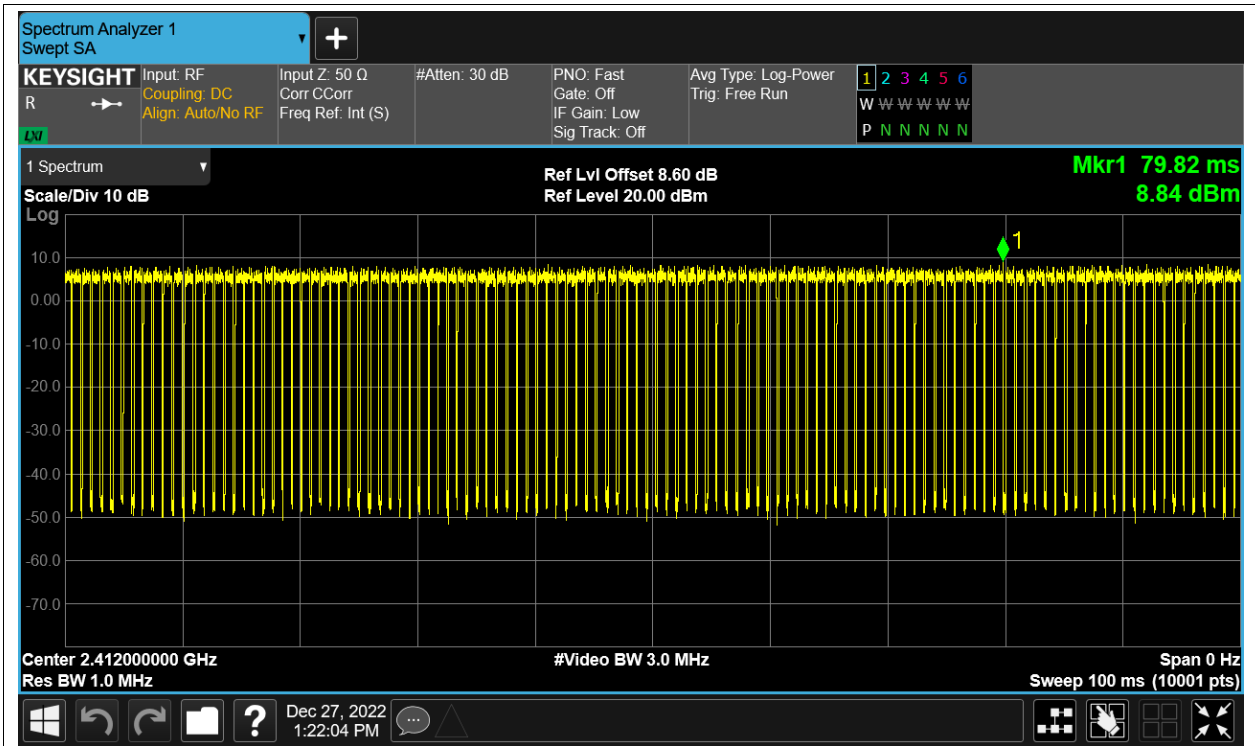 Spectrum Analyzer 1
Swept SA
KEYSIGHT
R
LXI
Input: RF
Coupling: DC
Align: Auto/No RF
Input Z: 50 Ω
Corr CCorr
Freq Ref: Int (S)
#Atten: 30 dB
PNO: Fast
Gate: Off
IF Gain: Low
Sig Track: Off
Avg Type: Log-Power
Trig: Free Run
1 2 3 4 5 6
W W W W W W
P N N N N N
1 Spectrum
Scale/Div 10 dB
Log
Ref Lvl Offset 8.60 dB
Ref Level 20.00 dBm
Mkr1 79.82 ms
8.84 dBm
1
10.0
0.00
-10.0
-20.0
-30.0
-40.0
-50.0
-60.0
-70.0
Center 2.412000000 GHz
Res BW 1.0 MHz
#Video BW 3.0 MHz
Span 0 Hz
Sweep 100 ms (10001 pts)
?
Dec 27, 2022
1:22:04 PM